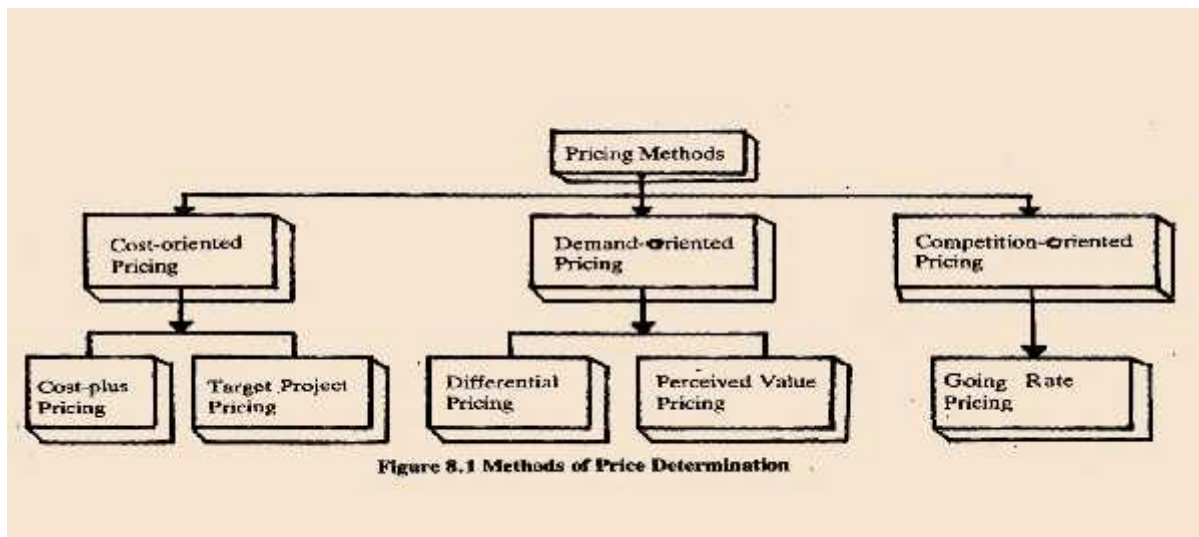 Pricing Methods
Cost-oriented
Pricing
Demand-oriented
Pricing
Competition-oriented
Pricing
Cost-plus
Pricing
Target Project
Pricing
Differential
Pricing
Perceived Value
Pricing
Going Rate
Pricing
Figure 8.1 Methods of Price Determination